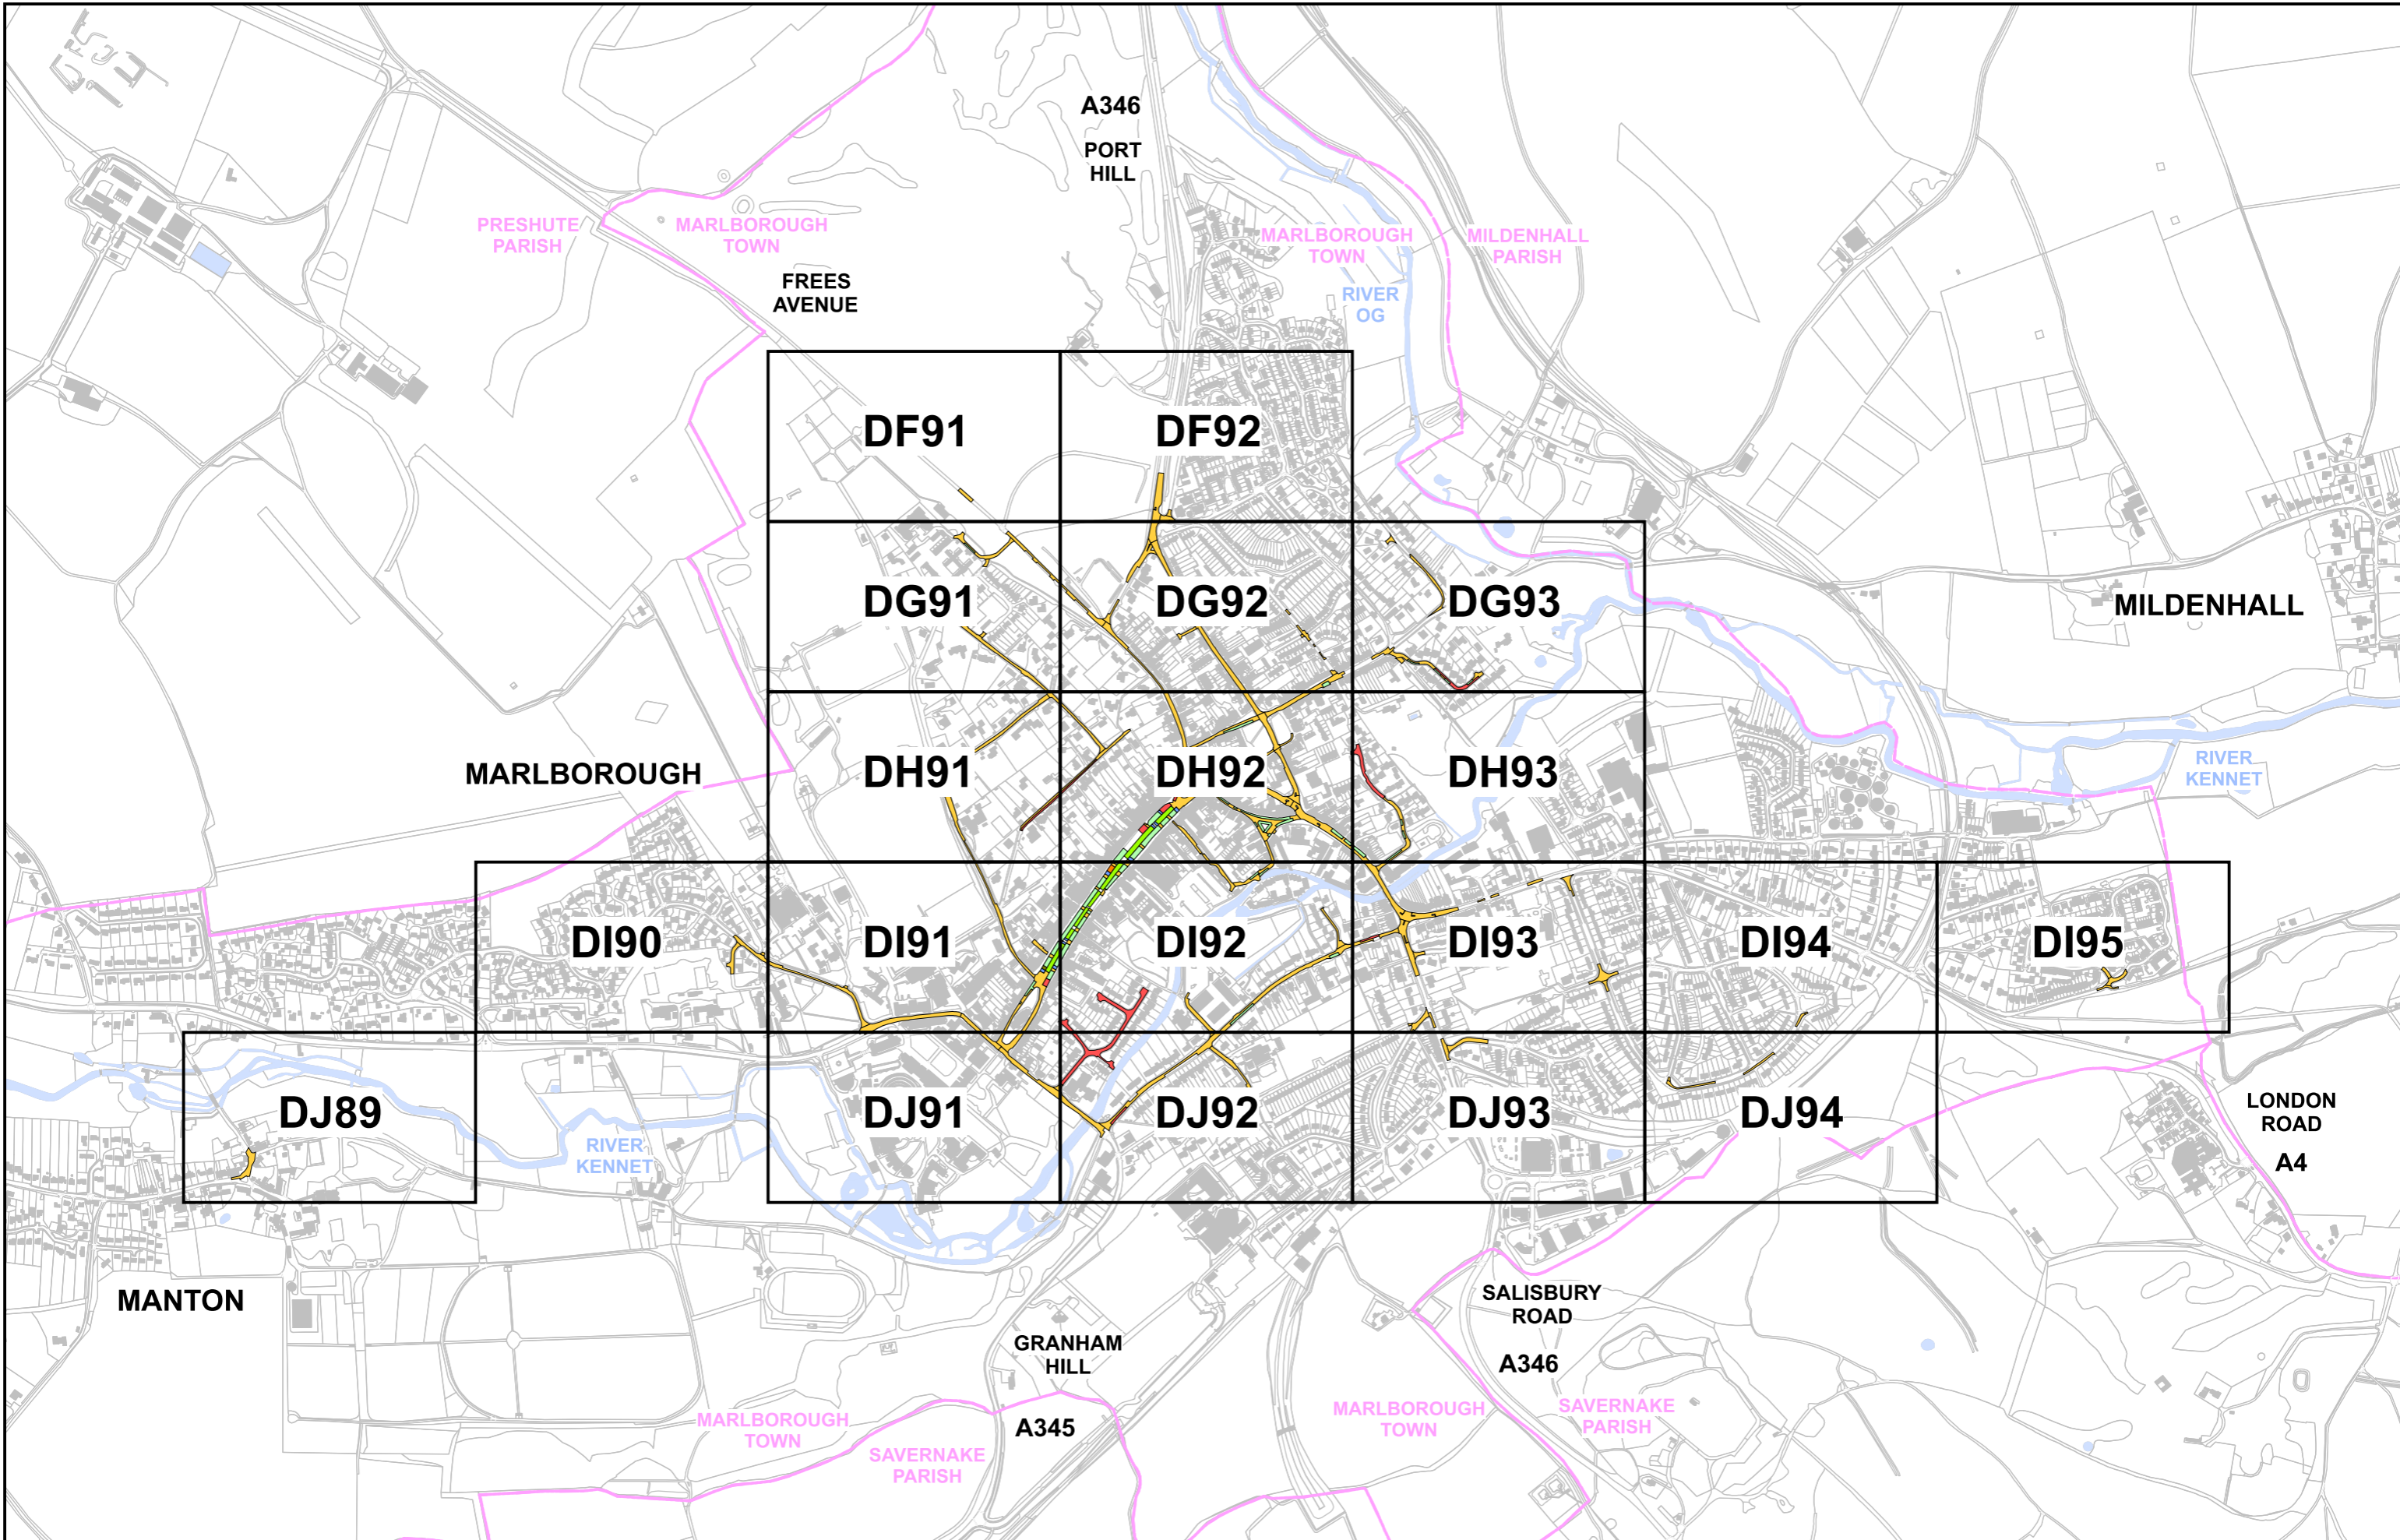 A346
PORT
HILL
PRESHUTE
PARISH
MARLBOROUGH
TOWN
MARLBOROUGH
TOWN
MILDENHALL
PARISH
FREES
AVENUE
RIVER
OG
DF91
DF92
DG91
DG92
DG93
MILDENHALL
MARLBOROUGH
DH91
DH92
DH93
RIVER
KENNET
DI90
DI91
DI92
DI93
DI94
DI95
DJ89
RIVER
KENNET
DJ91
DJ92
DJ93
DJ94
LONDON
ROAD
A4
MANTON
SALISBURY
ROAD
GRANHAM
HILL
A346
MARLBOROUGH
TOWN
A345
MARLBOROUGH
TOWN
SAVERNAKE
PARISH
SAVERNAKE
PARISH